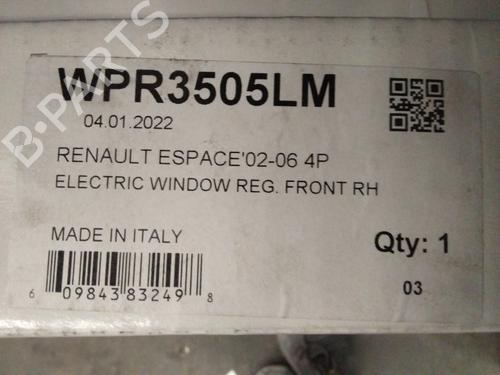 WPR3505LM
04.01.2022
RENAULT ESPACE'02-06 4P
ELECTRIC WINDOW REG. FRONT RH
MADE IN ITALY
Qty: 1
6 09843 83249 8
03
B-PARTS